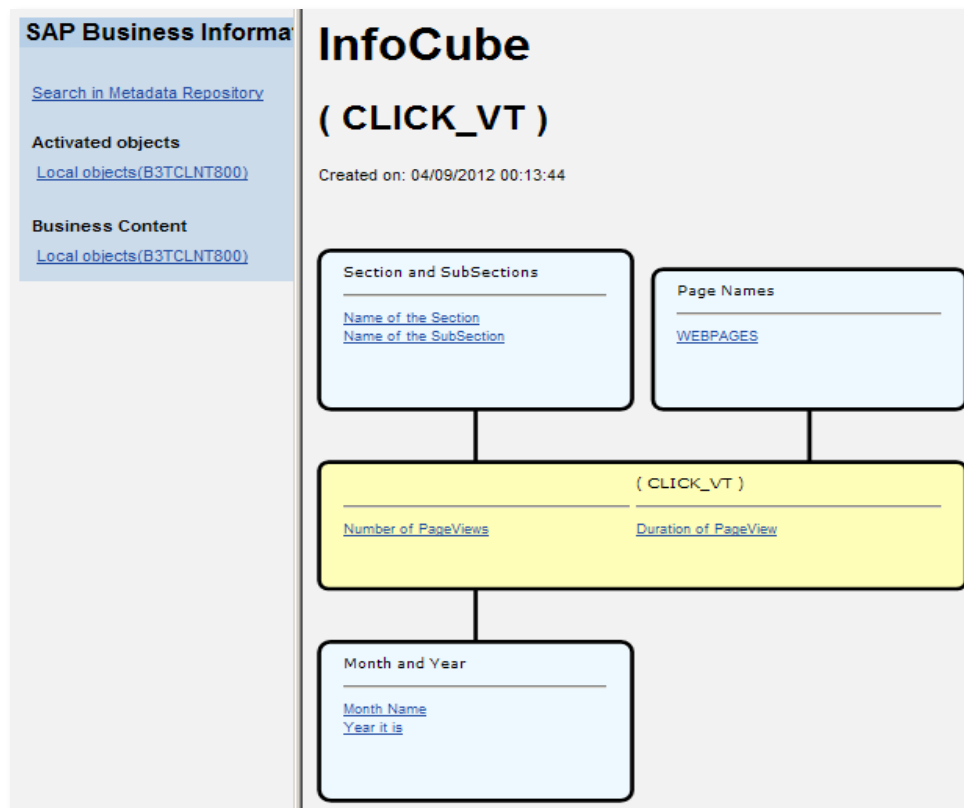 SAP Business Informa
Search in Metadata Repository
Activated objects
Local objects(B3TCLNT800)
Business Content
Local objects(B3TCLNT800)
InfoCube
( CLICK_VT )
Created on: 04/09/2012 00:13:44
Section and SubSections
Name of the Section
Name of the SubSection
Page Names
WEBPAGES
( CLICK_VT )
Number of PageViews
Duration of PageView
Month and Year
Month Name
Year it is